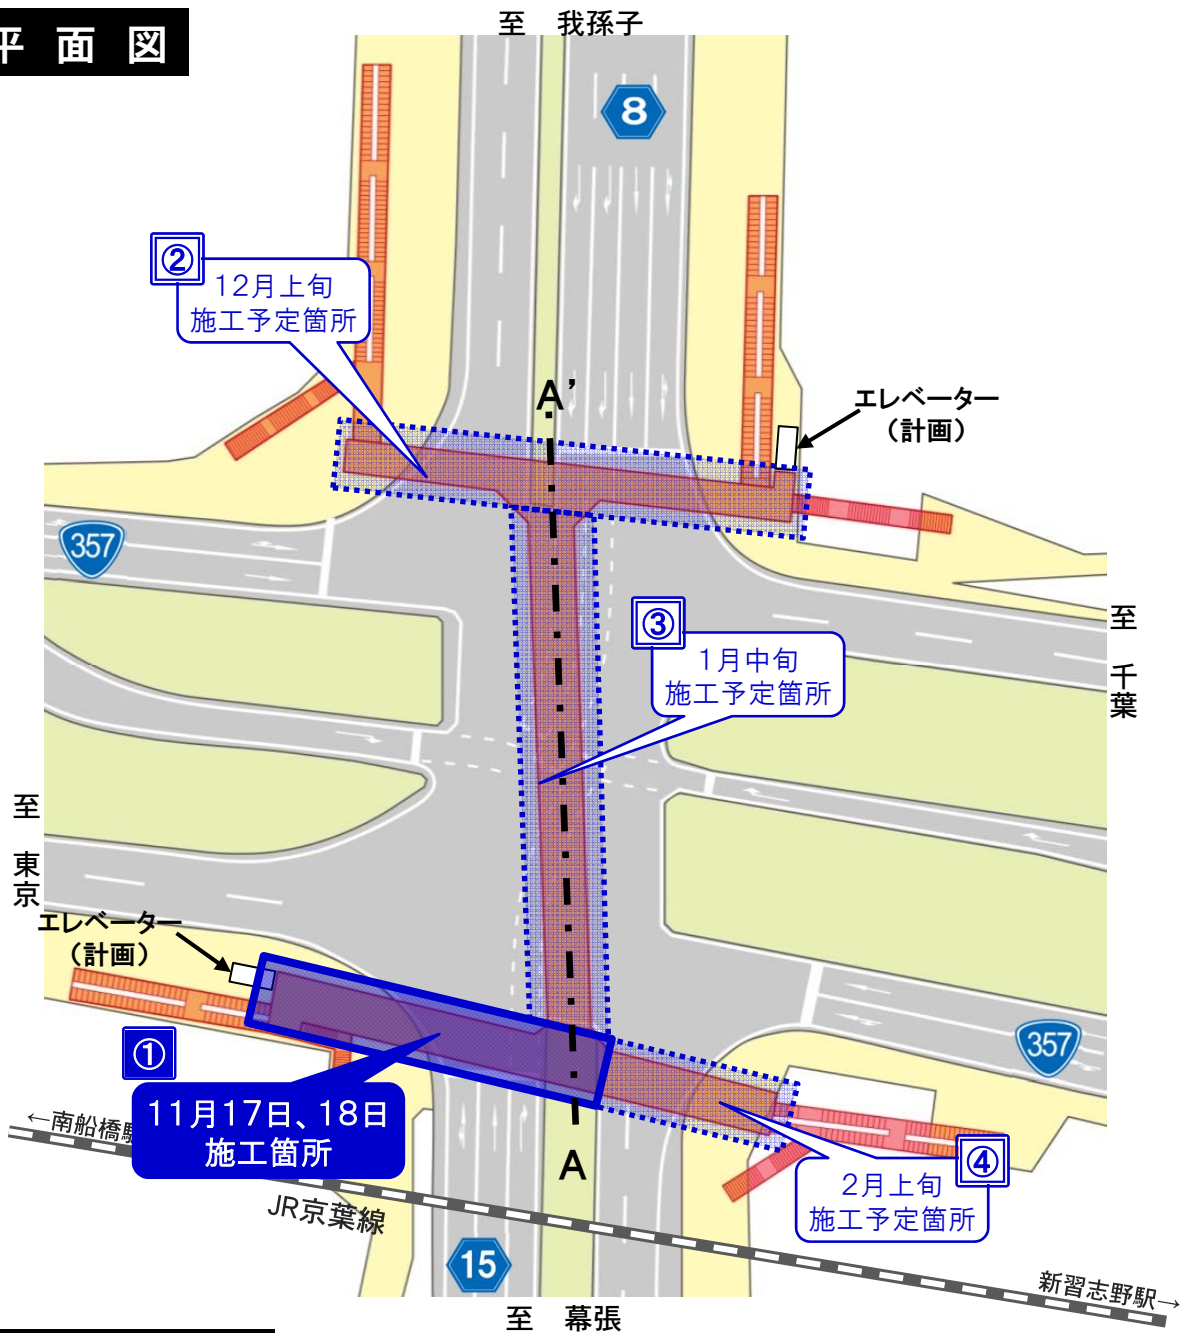 平面図
至 我孫子
8
②
12月上旬
施工予定箇所
A'
エレベーター
(計画)
357
③
1月中旬
施工予定箇所
至 千葉
至 東京
エレベーター
(計画)
①
11月17日、18日
施工箇所
357
←南船橋
A
④
2月上旬
施工予定箇所
JR京葉線
15
新習志野駅→
至 幕張